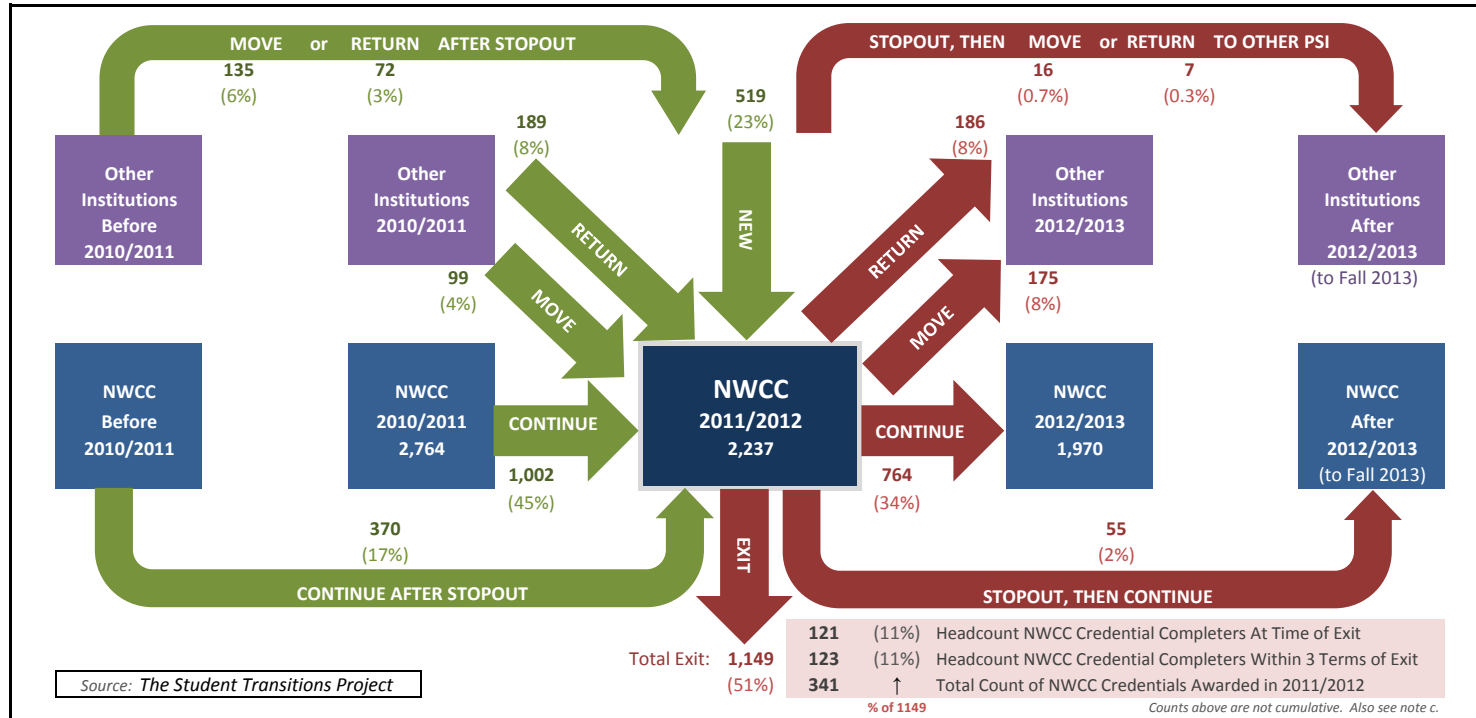 MOVE or RETURN AFTER STOPOUT
135 72
(6%) (3%)
STOPOUT, THEN MOVE or RETURN TO OTHER PSI
16 7
(0.7%) (0.3%)
519
(23%)
189
(8%)
186
(8%)
Other
Institutions
Before
2010/2011
Other
Institutions
2010/2011
RETURN
MOVE
99
(4%)
NEW
RETURN
MOVE
Other
Institutions
2012/2013
175
(8%)
Other
Institutions
After
2012/2013
(to Fall 2013)
NWCC
Before
2010/2011
NWCC
2010/2011
2,764
CONTINUE
1,002
(45%)
NWCC
2011/2012
2,237
CONTINUE
764
(34%)
NWCC
2012/2013
1,970
NWCC
After
2012/2013
(to Fall 2013)
370
(17%)
CONTINUE AFTER STOPOUT
EXIT
55
(2%)
STOPOUT, THEN CONTINUE
Total Exit: 1,149
(51%)
121 (11%) Headcount NWCC Credential Completers At Time of Exit
123 (11%) Headcount NWCC Credential Completers Within 3 Terms of Exit
341 ↑ Total Count of NWCC Credentials Awarded in 2011/2012
% of 1149
Counts above are not cumulative. Also see note c.
Source: The Student Transitions Project